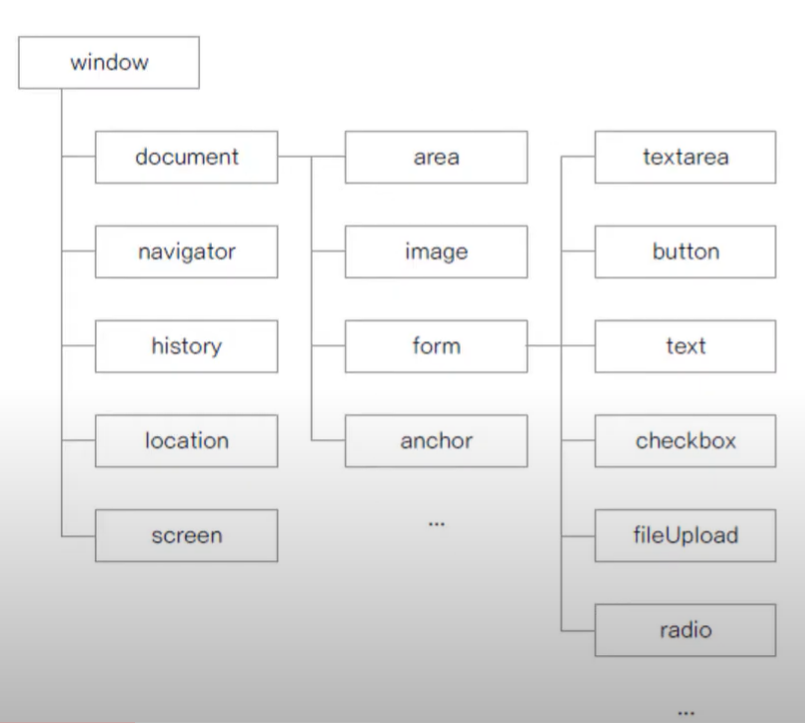 window
document
area
textarea
navigator
image
button
history
form
text
location
anchor
checkbox
...
screen
fileUpload
radio
...